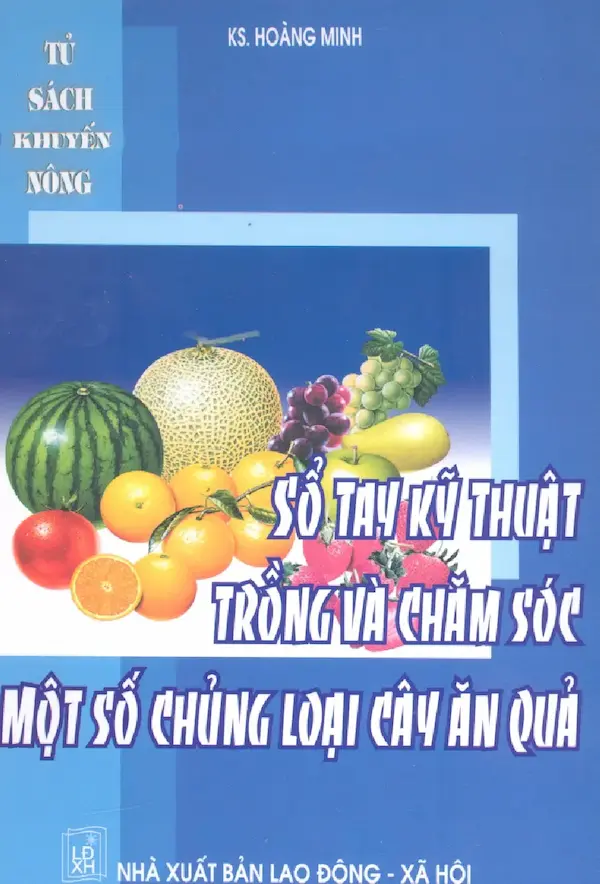 KS. HOÀNG MINH
TỦ
SÁCH
KHUYẾN
NÔNG
SỔ TAY KỸ THUẬT
TRỒNG VÀ CHĂM SÓC
MỘT SỐ CHỦNG LOẠI CÂY ĂN QUẢ
LĐ
XH
NHÀ XUẤT BẢN LAO ĐỘNG - XÃ HỘI